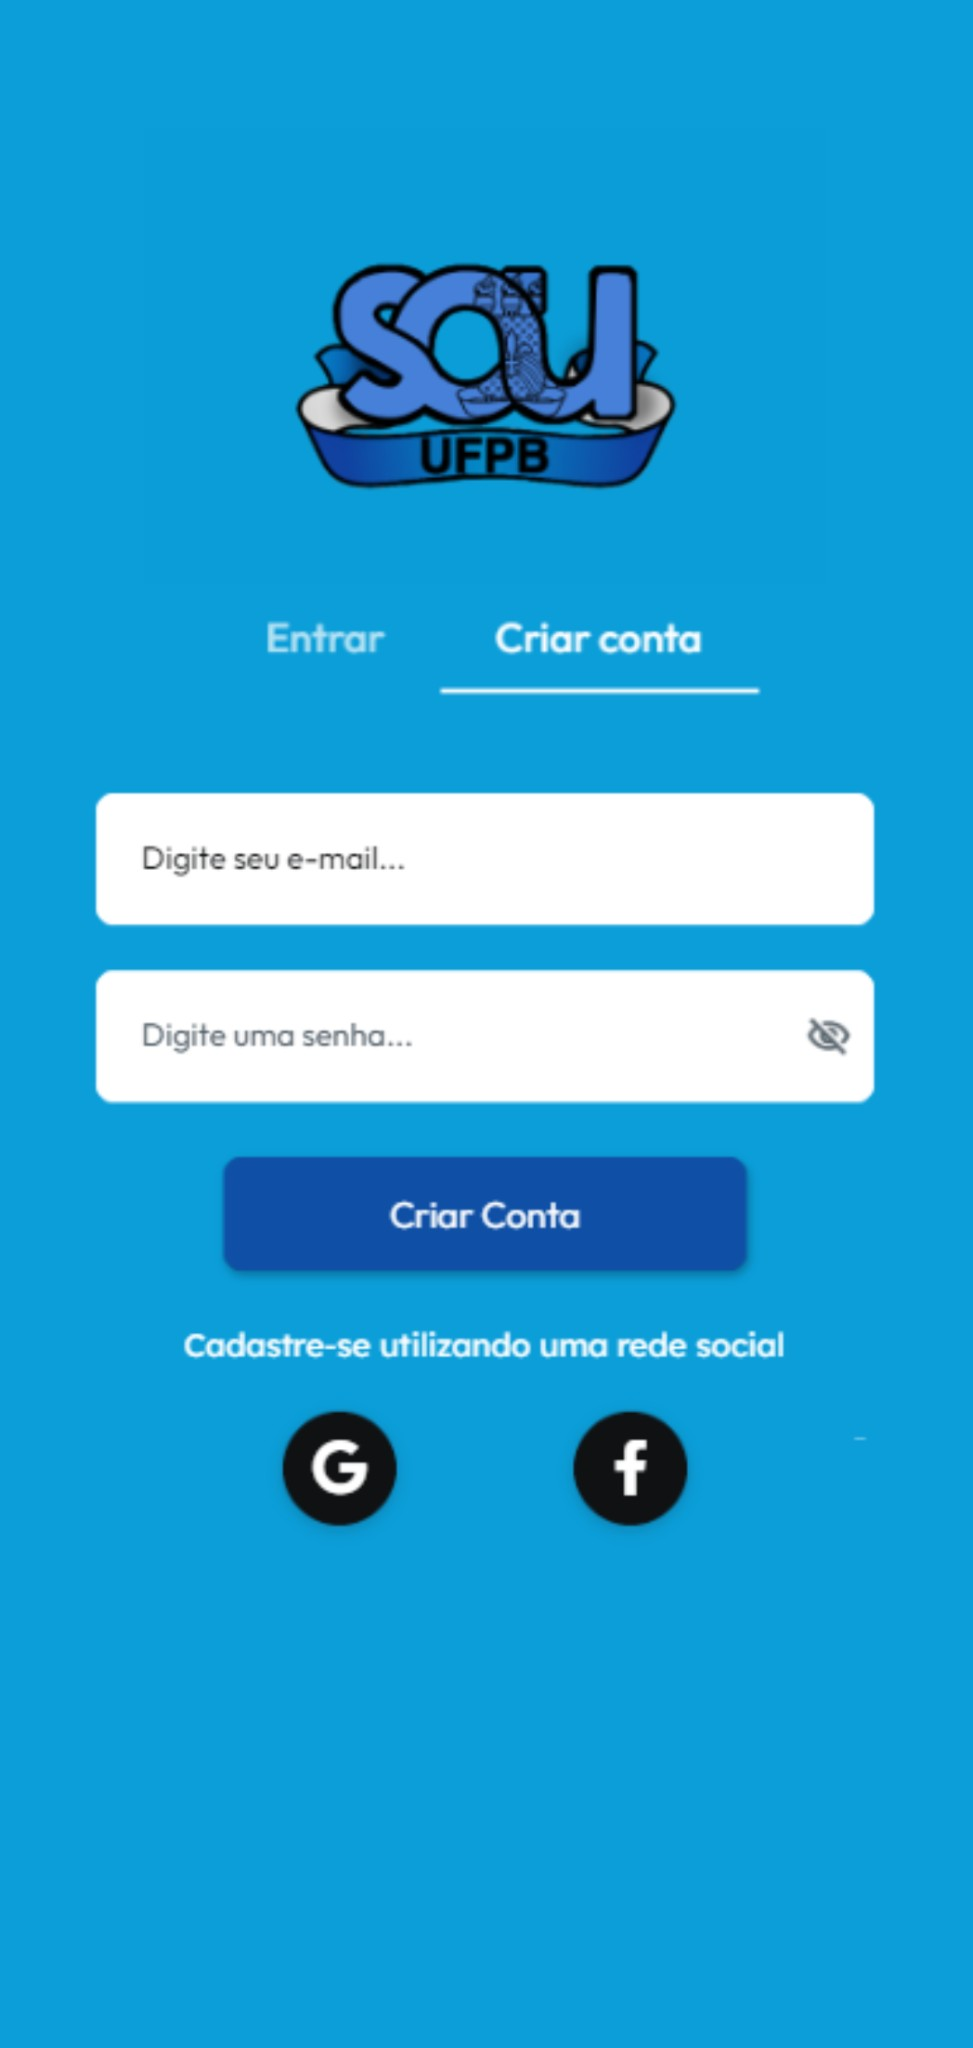 SOU
UFPB
Entrar
Criar conta
Digite seu e-mail...
Digite uma senha...
Criar Conta
Cadastre-se utilizando uma rede social
G
f